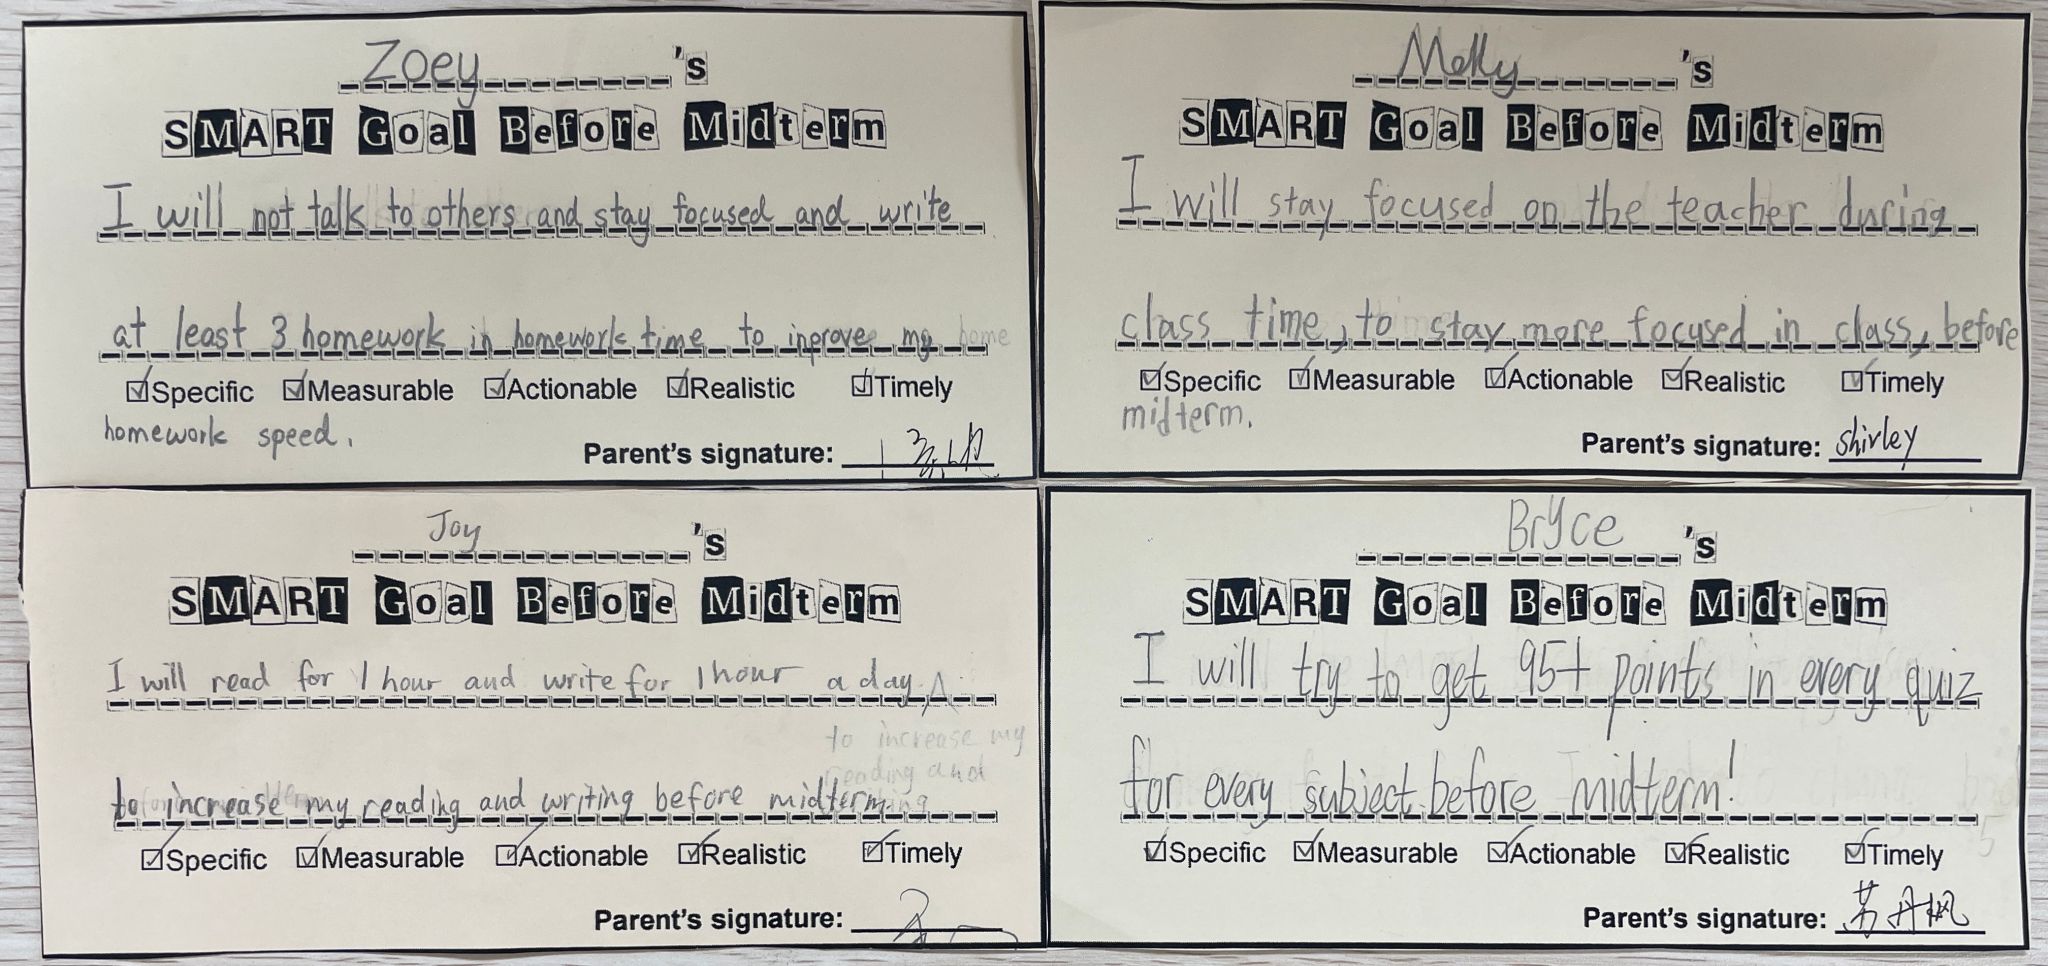 Zoey's
SMART Goal Before Midterm
I will not talk to others and stay focused and write
at least 3 homework in homework time to inprove my home
Specific Measurable Actionable Realistic Timely
homework speed.
Parent's signature:
Molly's
SMART Goal Before Midterm
I will stay focused on the teacher during
class time, to stay more focused in class, before
Specific Measurable Actionable Realistic Timely
midterm.
Parent's signature: Shirley
Joy's
SMART Goal Before Midterm
I will read for 1 hour and write for 1 hour a day,
to increase my
reading and
to increase my reading and writing before midterm.
Specific Measurable Actionable Realistic Timely
Parent's signature:
Bryce's
SMART Goal Before Midterm
I will try to get 95+ points in every quiz
for every subject before midterm!
Specific Measurable Actionable Realistic Timely
Parent's signature: